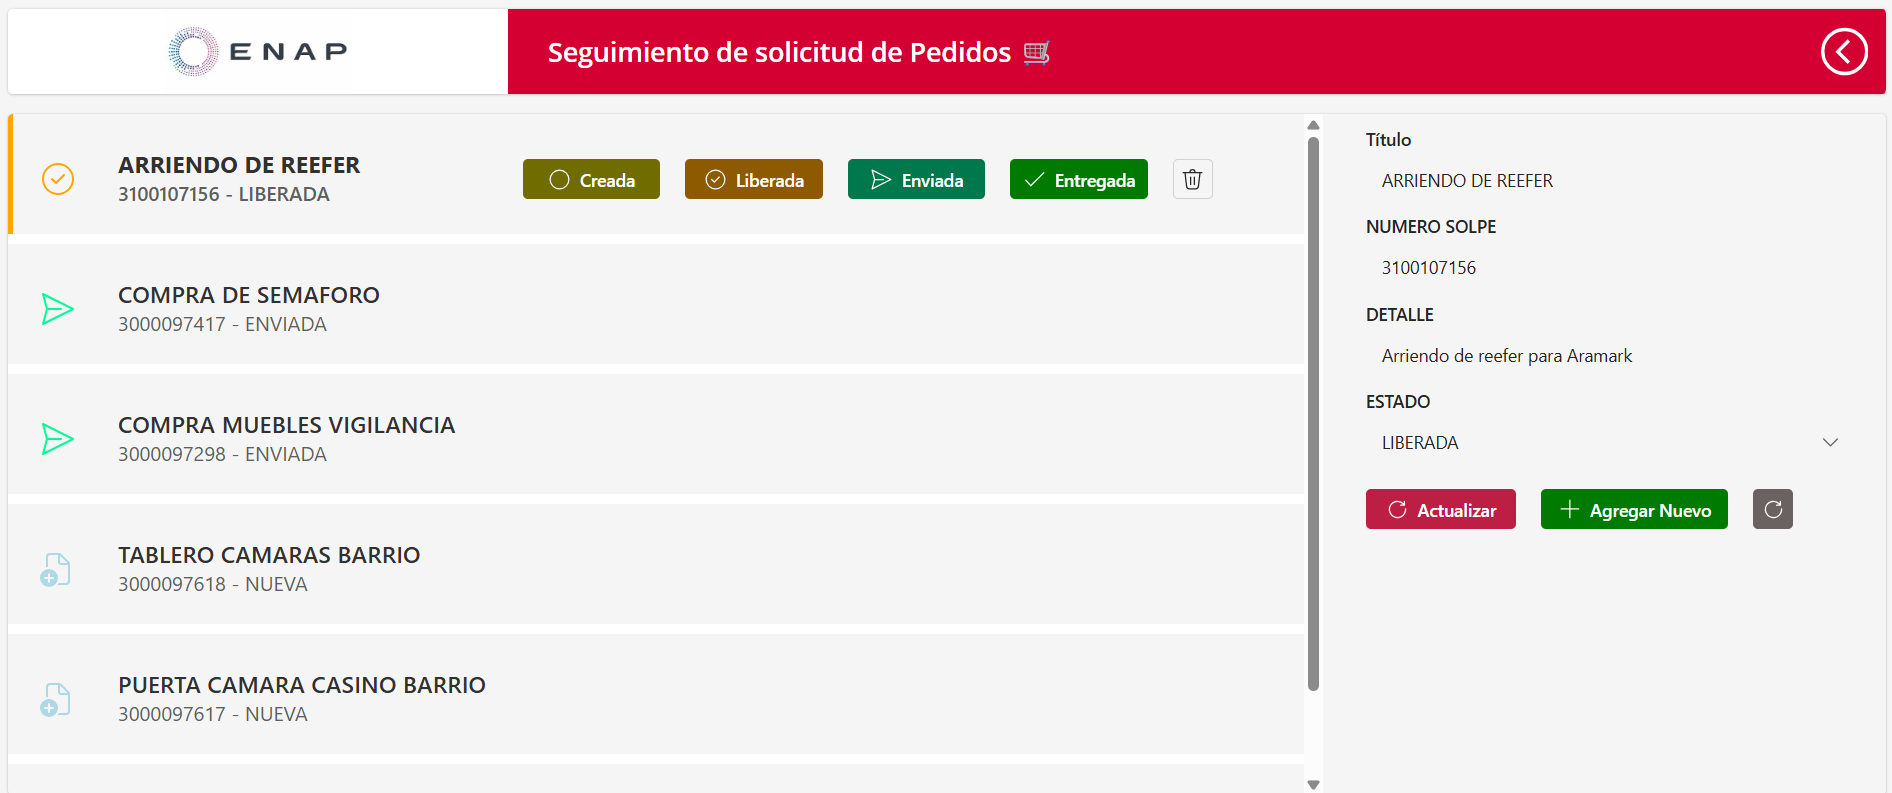 ENAP
Seguimiento de solicitud de Pedidos
ARRIENDO DE REEFER
3100107156 - LIBERADA
Creada
Liberada
Enviada
Entregada
COMPRA DE SEMAFORO
3000097417 - ENVIADA
COMPRA MUEBLES VIGILANCIA
3000097298 - ENVIADA
TABLERO CAMARAS BARRIO
3000097618 - NUEVA
PUERTA CAMARA CASINO BARRIO
3000097617 - NUEVA
Título
ARRIENDO DE REEFER
NUMERO SOLPE
3100107156
DETALLE
Arriendo de reefer para Aramark
ESTADO
LIBERADA
Actualizar
Agregar Nuevo